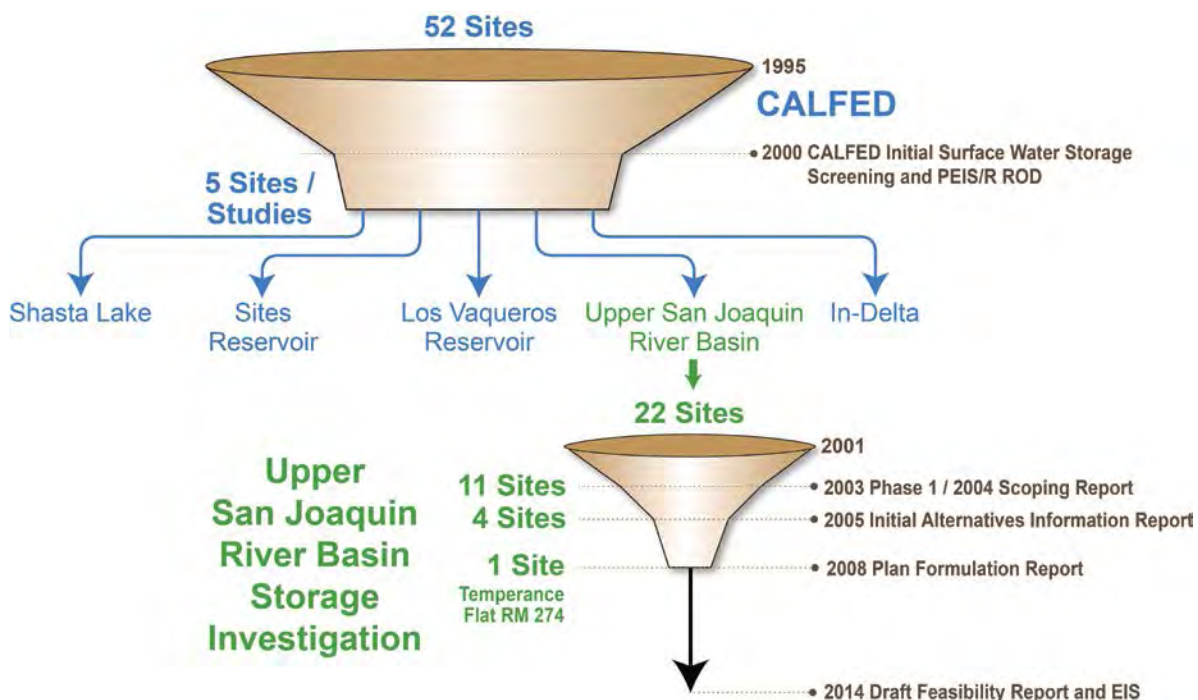 52 Sites
1995
CALFED
2000 CALFED Initial Surface Water Storage
Screening and PEIS/R ROD
5 Sites /
Studies
Shasta Lake
Sites
Reservoir
Los Vaqueros
Reservoir
Upper San Joaquin
River Basin
In-Delta
22 Sites
2001
Upper
San Joaquin
River Basin
Storage
Investigation
11 Sites
2003 Phase 1 / 2004 Scoping Report
4 Sites
2005 Initial Alternatives Information Report
1 Site
Temperance
Flat RM 274
2008 Plan Formulation Report
2014 Draft Feasibility Report and EIS